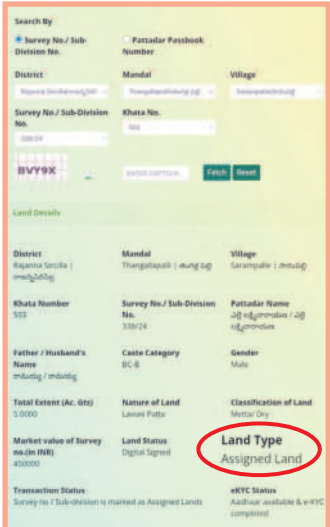 Search By
Survey No./ Sub-Division No.
Pattadar Passbook Number
District
Mandal
Village
Survey No./ Sub-Division No.
Khata No.
338/24
BVY9X
ENTER CAPTCHA
Fetch
Reset
Land Details
District
Rajanna Sircilla |
Mandal
Thangallapalli |
Village
Sarampalle |
Khata Number
503
Survey No./ Sub-Division No.
338/24
Pattadar Name
Father / Husband's Name
Caste Category
BC-B
Gender
Male
Total Extent (Ac. Gts)
5.0000
Nature of Land
Patta
Classification of Land
Mettar Dry
Market value of Survey no.(in INR)
450000
Land Status
Digital Signed
Land Type
Assigned Land
Transaction Status
Survey no / Sub-division is marked as Assigned Lands
eKYC Status
Aadhaar available & e-KYC completed